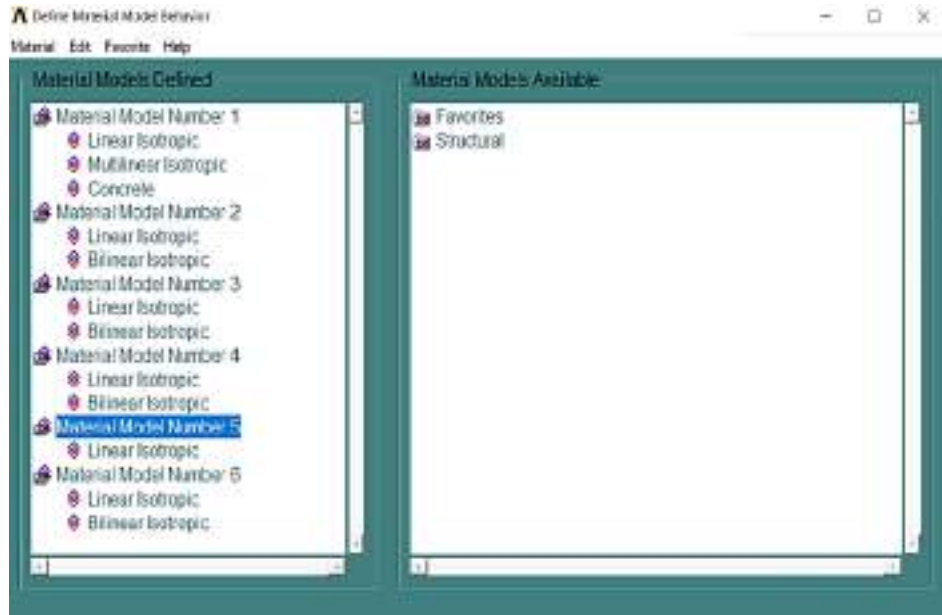 Define Material Model Behavior
Material Edit Favorite Help
Material Models Defined
Material Model Number 1
Linear Isotropic
Multilinear Isotropic
Concrete
Material Model Number 2
Linear Isotropic
Bilinear Isotropic
Material Model Number 3
Linear Isotropic
Bilinear Isotropic
Material Model Number 4
Linear Isotropic
Bilinear Isotropic
Material Model Number 5
Linear Isotropic
Material Model Number 6
Linear Isotropic
Bilinear Isotropic
Material Models Available
Favorites
Structural